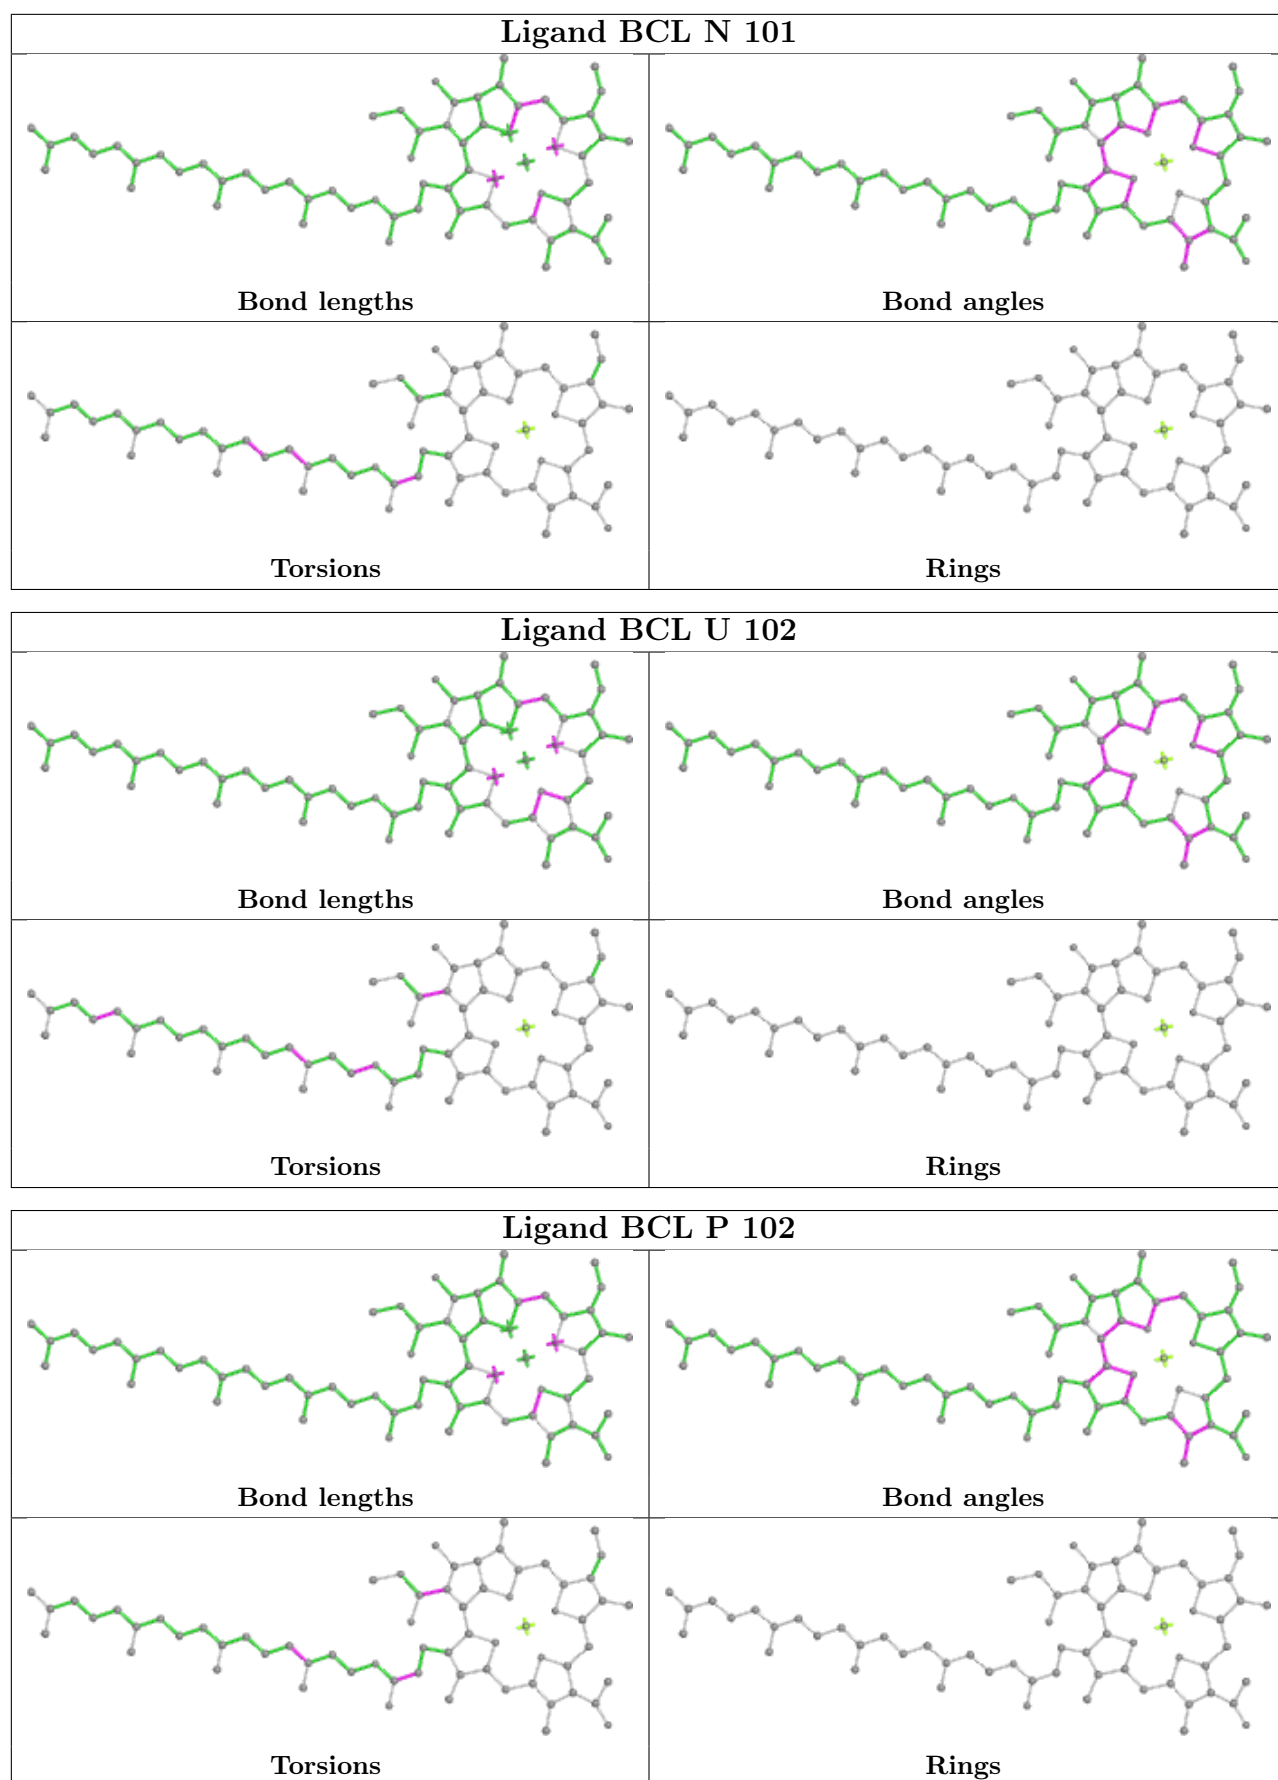 Ligand BCL N 101
Bond lengths
Bond angles
Torsions
Rings
Ligand BCL U 102
Bond lengths
Bond angles
Torsions
Rings
Ligand BCL P 102
Bond lengths
Bond angles
Torsions
Rings